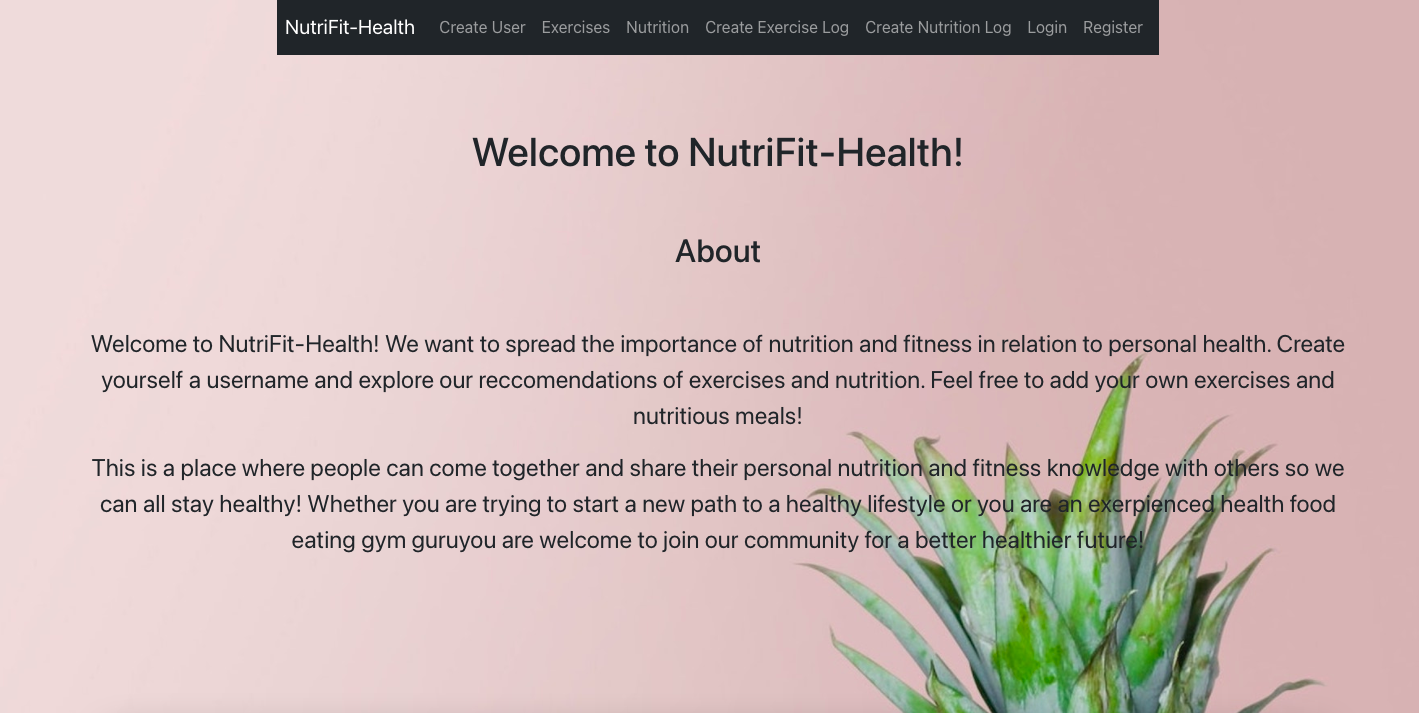 NutriFit-Health Create User Exercises Nutrition Create Exercise Log Create Nutrition Log Login Register
Welcome to NutriFit-Health!
About
Welcome to NutriFit-Health! We want to spread the importance of nutrition and fitness in relation to personal health. Create
yourself a username and explore our reccomendations of exercises and nutrition. Feel free to add your own exercises and
nutritious meals!
This is a place where people can come together and share their personal nutrition and fitness knowledge with others so we
can all stay healthy! Whether you are trying to start a new path to a healthy lifestyle or you are an exerpienced health food
eating gym guruyou are welcome to join our community for a better healthier future!